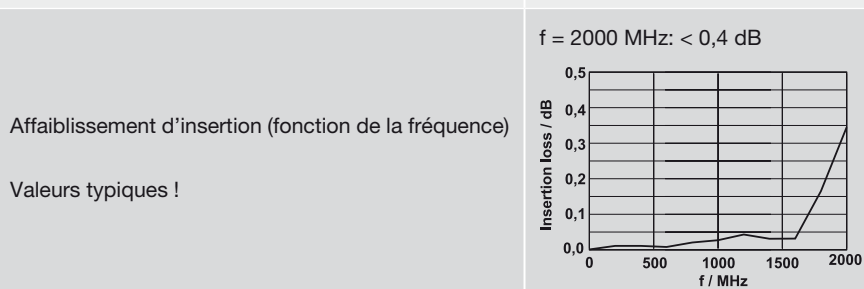 f = 2000 MHz: < 0,4 dB
Affaiblissement d’insertion (fonction de la fréquence)
Valeurs typiques !
Insertion loss / dB
0,5
0,4
0,3
0,2
0,1
0,0
0 500 1000 1500 2000
f / MHz